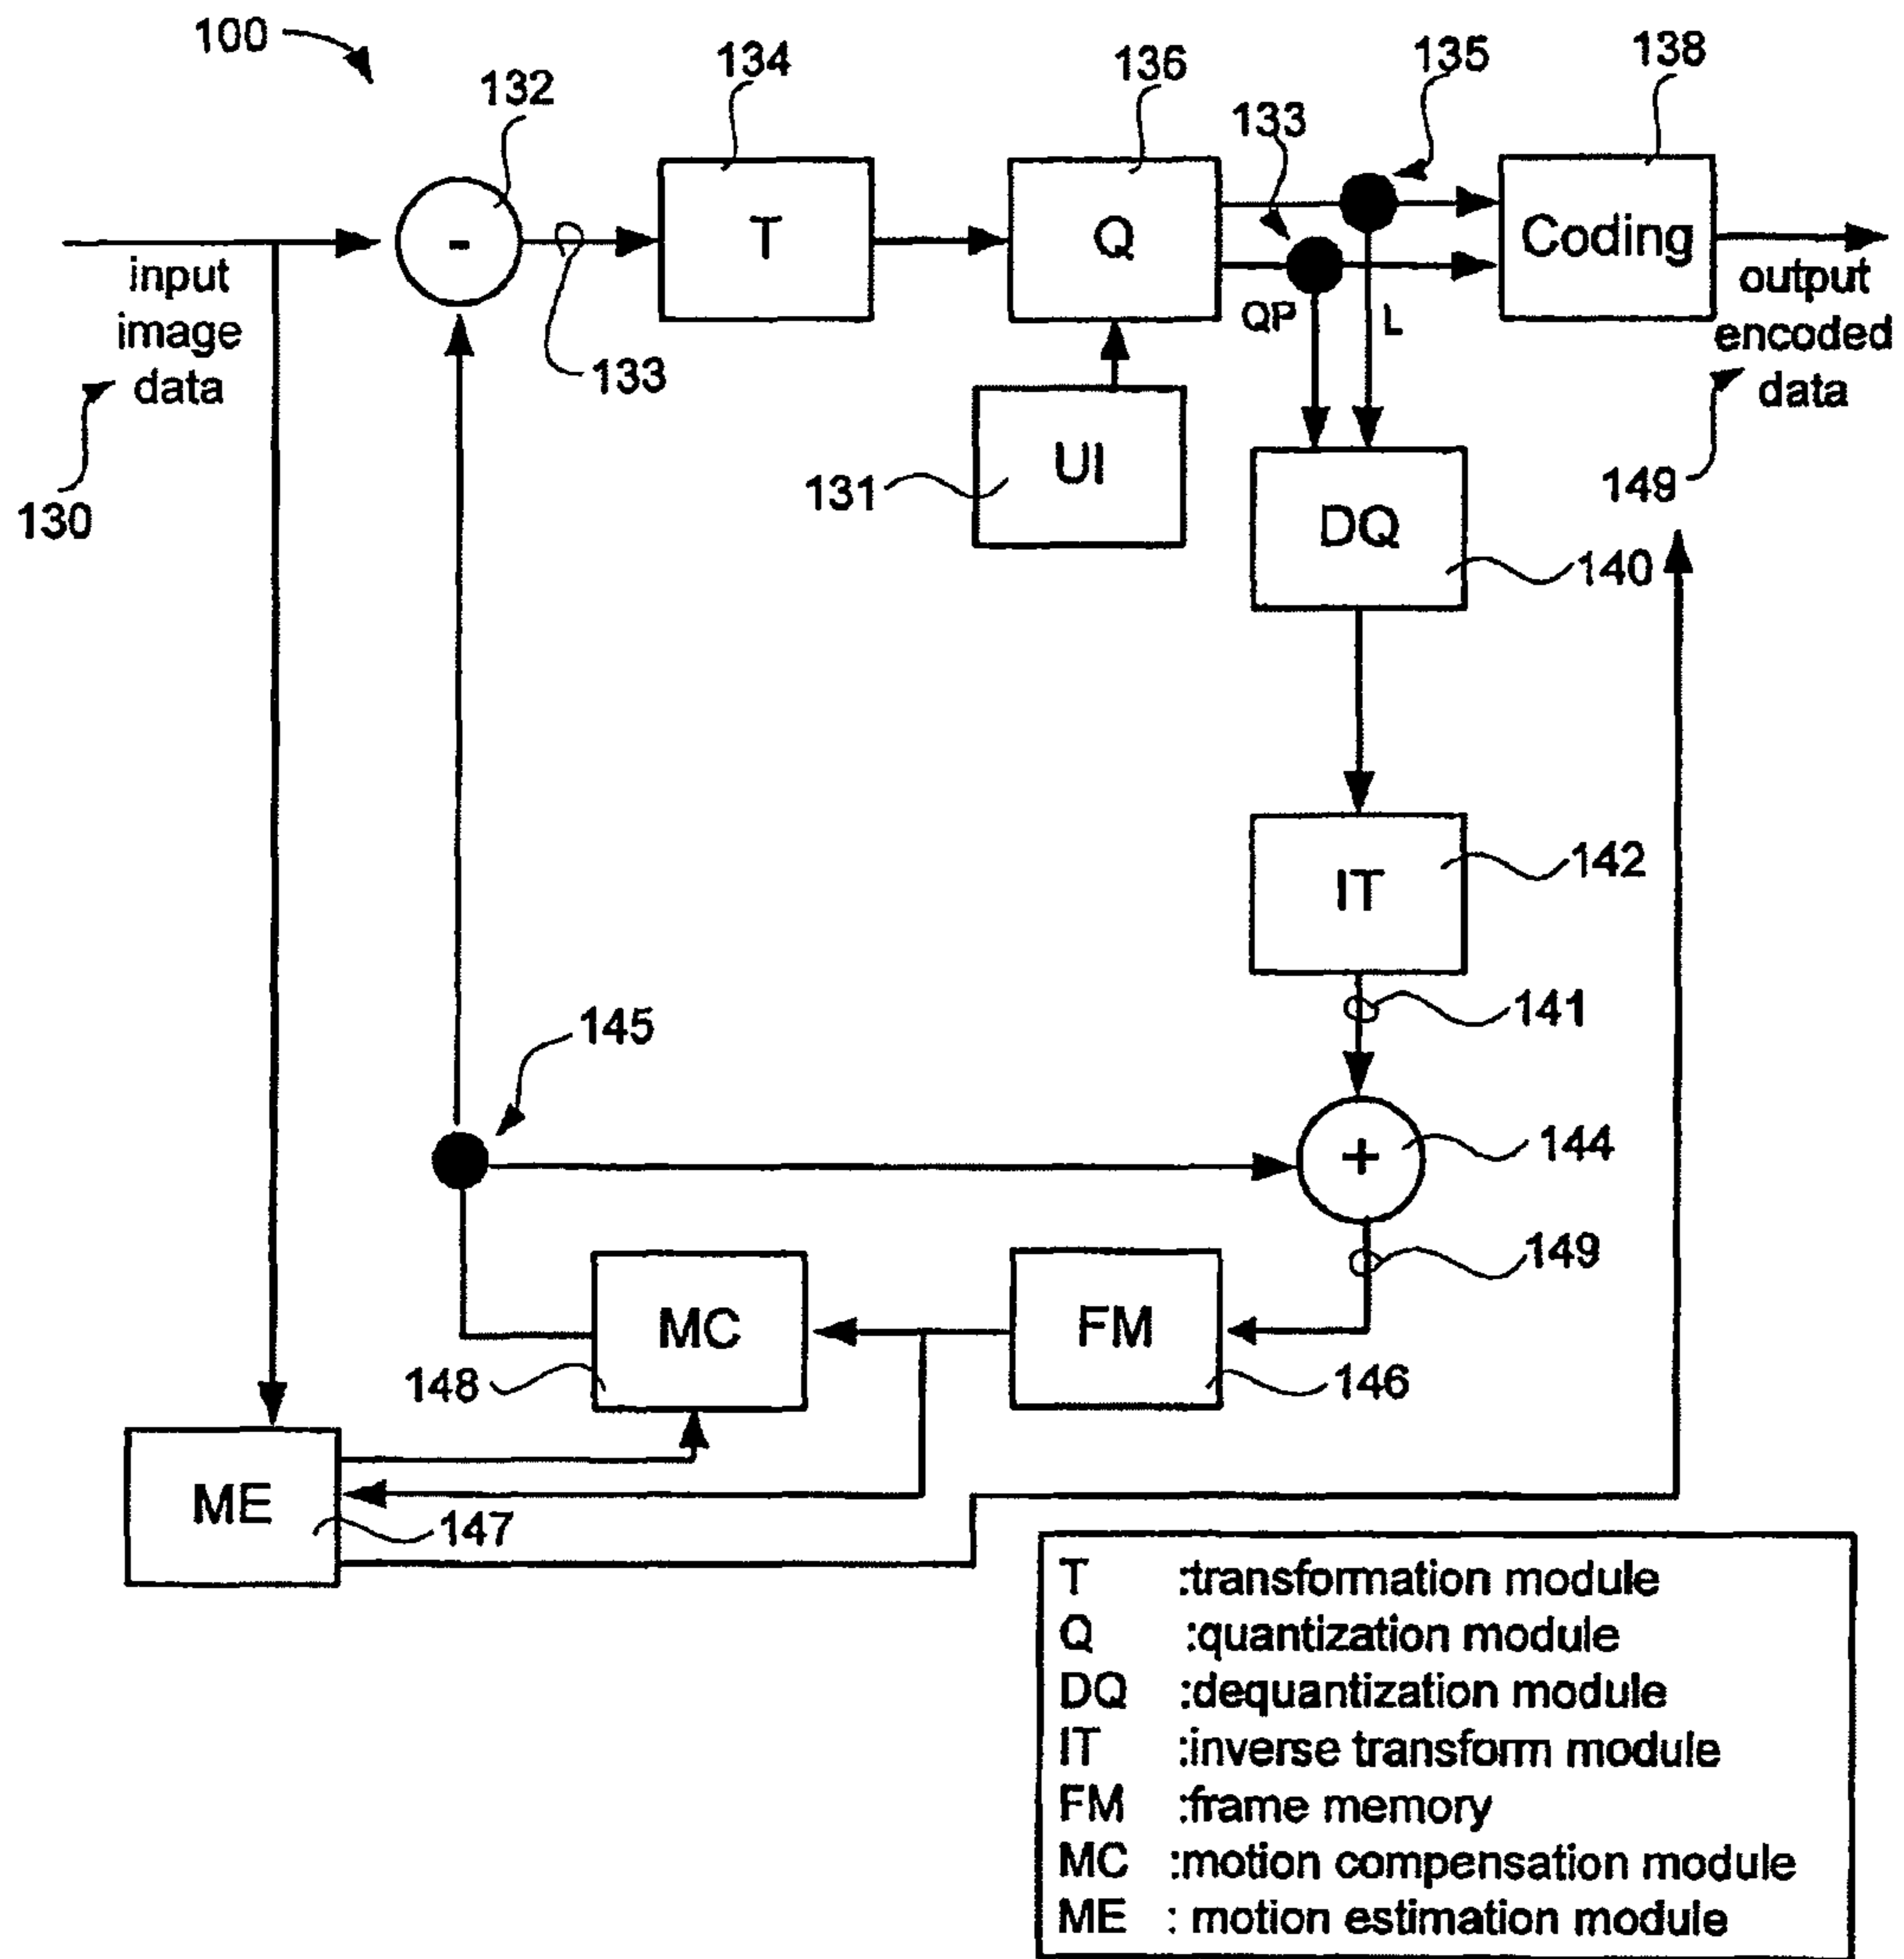 100
132
134
136
133
135
138
-
T
Q
Coding
input
image
data
130
133
QP
L
output
encoded
data
149
UI
131
DQ
140
IT
142
141
145
+
144
149
MC
148
FM
146
ME
147
T :transformation module
Q :quantization module
DQ :dequantization module
IT :inverse transform module
FM :frame memory
MC :motion compensation module
ME : motion estimation module